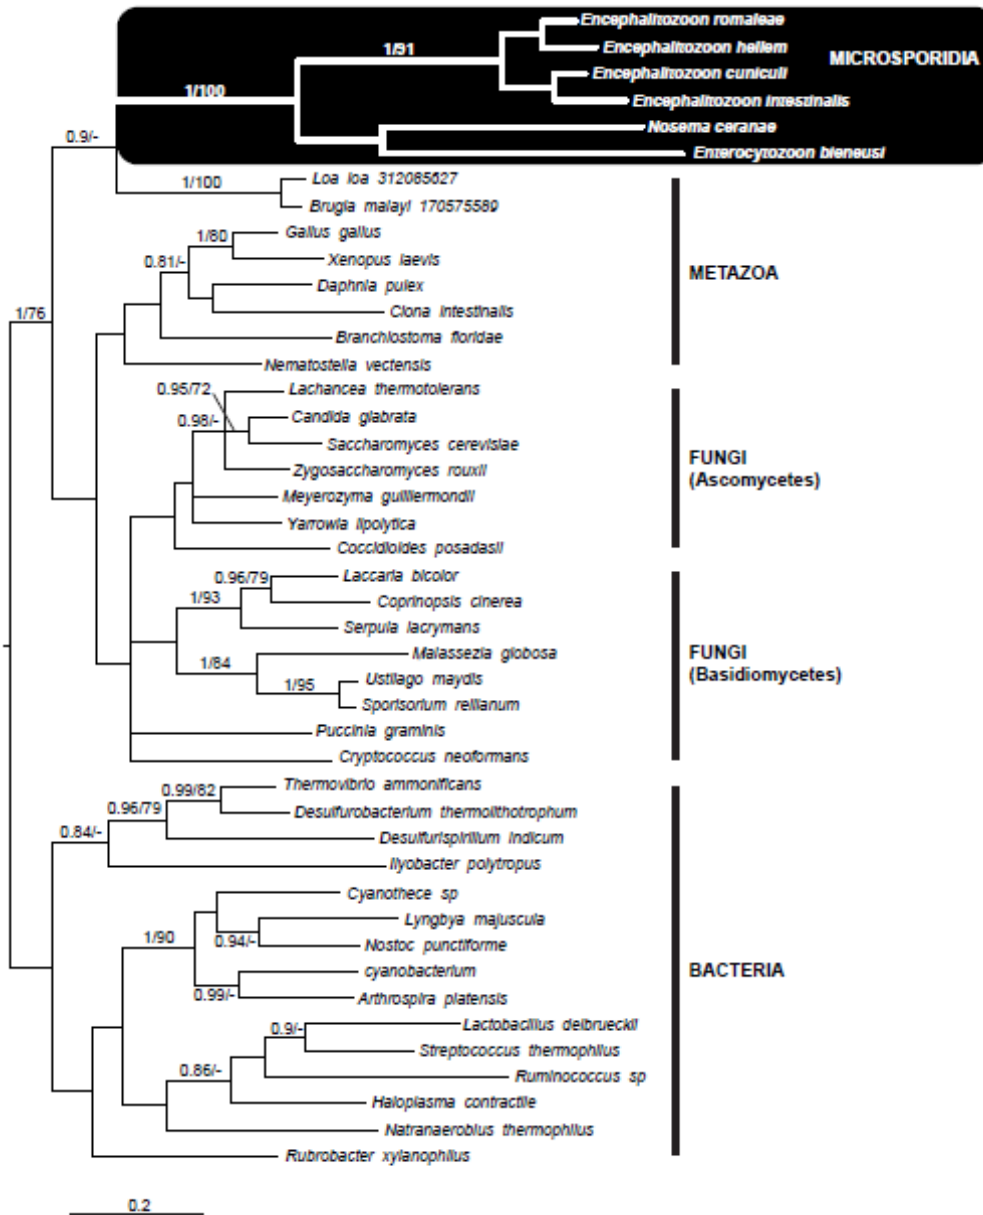 Encephalitozoon romaleae
Encephalitozoon hellem
1/91
MICROSPORIDIA
Encephalitozoon cuniculi
1/100
Encephalitozoon intestinalis
Nosema ceranae
0.9/-
Enterocytozoon bieneusi
Loa loa 312085627
1/100
Brugia malayi 170575589
Gallus gallus
1/80
Xenopus laevis
0.81/-
METAZOA
Daphnia pulex
Ciona intestinalis
1/76
Branchiostoma floridae
Nematostella vectensis
0.95/72
Lachancea thermotolerans
Candida glabrata
0.98/-
Saccharomyces cerevisiae
FUNGI
(Ascomycetes)
Zygosaccharomyces rouxii
Meyerozyma guilliermondii
Yarrowia lipolytica
Coccidioides posadasii
0.96/79
Laccaria bicolor
1/93
Coprinopsis cinerea
Serpula lacrymans
Malassezia globosa
FUNGI
(Basidiomycetes)
1/84
1/95
Ustilago maydis
Sporisorium reilianum
Puccinia graminis
Cryptococcus neoformans
Thermovibrio ammonificans
0.99/82
0.96/79
Desulfurobacterium thermolithotrophum
0.84/-
Desulfurispirillum indicum
Ilyobacter polytropus
Cyanothece sp
Lyngbya majuscula
1/90
0.94/-
Nostoc punctiforme
cyanobacterium
BACTERIA
0.99/-
Arthrospira platensis
0.9/-
Lactobacillus delbrueckii
Streptococcus thermophilus
0.86/-
Ruminococcus sp
Haloplasma contractile
Natranaerobius thermophilus
Rubrobacter xylanophilus
0.2